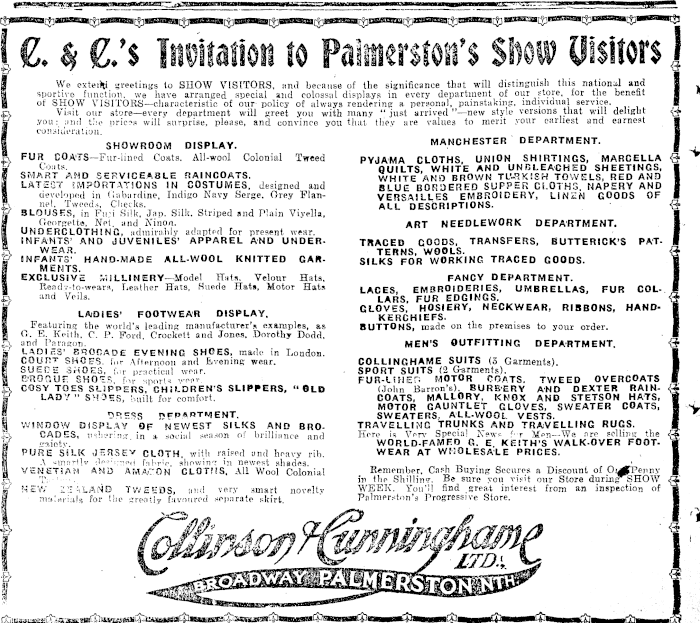 C. & C.'s Invitation to Palmerston's Show Visitors
We extend greetings to SHOW VISITORS, and because of the significance that will distinguish this national and
sportive function, we have arranged special and colossal displays in every department of our store, for the benefit
of SHOW VISITORS—characteristic of our policy of always rendering a personal, painstaking, individual service.
Visit our store—every department will greet you with many "just arrived"—new style versions that will delight
you; and the prices will surprise, please, and convince you that they are values to merit your earliest and earnest
consideration.
SHOWROOM DISPLAY.
FUR COATS—Fur-lined Coats. All-wool Colonial Tweed
Coats.
SMART AND SERVICEABLE RAINCOATS.
LATEST IMPORTATIONS IN COSTUMES, designed and
developed in Gabardine, Indigo Navy Serge, Grey Flan-
nel, Tweeds, Checks.
BLOUSES, in Fuji Silk, Jap. Silk, Striped and Plain Viyella,
Georgette, Net, and Ninon.
UNDERCLOTHING, admirably adapted for present wear.
INFANTS' AND JUVENILES' APPAREL AND UNDER-
WEAR.
INFANTS' HAND-MADE ALL-WOOL KNITTED GAR-
MENTS.
EXCLUSIVE MILLINERY—Model Hats, Velour Hats,
Ready-to-wears, Leather Hats, Suede Hats, Motor Hats
and Veils.
LADIES' FOOTWEAR DISPLAY.
Featuring the world's leading manufacturer's examples, as
G. E. Keith, C. P. Ford, Crockett and Jones, Dorothy Dodd,
and Paragon.
LADIES' BROCADE EVENING SHOES, made in London.
COURT SHOES, for Afternoon and Evening wear.
SUEDE SHOES, for practical wear.
BROGUE SHOES, for sports wear.
COSY TOES SLIPPERS, CHILDREN'S SLIPPERS, "OLD
LADY" SHOES, built for comfort.
DRESS DEPARTMENT.
WINDOW DISPLAY OF NEWEST SILKS AND BRO-
CADES, ushering in a social season of brilliance and
gaiety.
PURE SILK JERSEY CLOTH, with raised and heavy rib.
A smartly designed fabric, showing in newest shades.
VENETIAN AND AMAZON CLOTHS, All Wool Colonial
NEW ZEALAND TWEEDS, and very smart novelty
materials for the greatly favoured separate skirt.
MANCHESTER DEPARTMENT.
PYJAMA CLOTHS, UNION SHIRTINGS, MARCELLA
QUILTS, WHITE AND UNBLEACHED SHEETINGS,
WHITE AND BROWN TURKISH TOWELS, RED AND
BLUE BORDERED SUPPER CLOTHS, NAPERY AND
VERSAILLES EMBROIDERY, LINEN GOODS OF
ALL DESCRIPTIONS.
ART NEEDLEWORK DEPARTMENT.
TRACED GOODS, TRANSFERS, BUTTERICK'S PAT-
TERNS, WOOLS.
SILKS FOR WORKING TRACED GOODS.
FANCY DEPARTMENT.
LACES, EMBROIDERIES, UMBRELLAS, FUR COL-
LARS, FUR EDGINGS.
GLOVES, HOSIERY, NECKWEAR, RIBBONS, HAND-
KERCHIEFS.
BUTTONS, made on the premises to your order.
MEN'S OUTFITTING DEPARTMENT.
COLLINGHAME SUITS (3 Garments).
SPORT SUITS (2 Garments).
FUR-LINED MOTOR COATS, TWEED OVERCOATS
(John Barron's), BURBERY AND DEXTER RAIN-
COATS, MALLORY, KNOX AND STETSON HATS,
MOTOR GAUNTLET GLOVES, SWEATER COATS,
SWEATERS, ALL-WOOL VESTS.
TRAVELLING TRUNKS AND TRAVELLING RUGS.
Here is Very Special News for Men—We are selling the
WORLD-FAMED G. E. KEITH'S WALK-OVER FOOT-
WEAR AT WHOLESALE PRICES.
Remember, Cash Buying Secures a Discount of One Penny
in the Shilling. Be sure you visit our Store during SHOW
WEEK. You'll find great interest from an inspection of
Palmerston's Progressive Store.
Collinson & Cunninghame
LTD.,
BROADWAY PALMERSTON NTH.